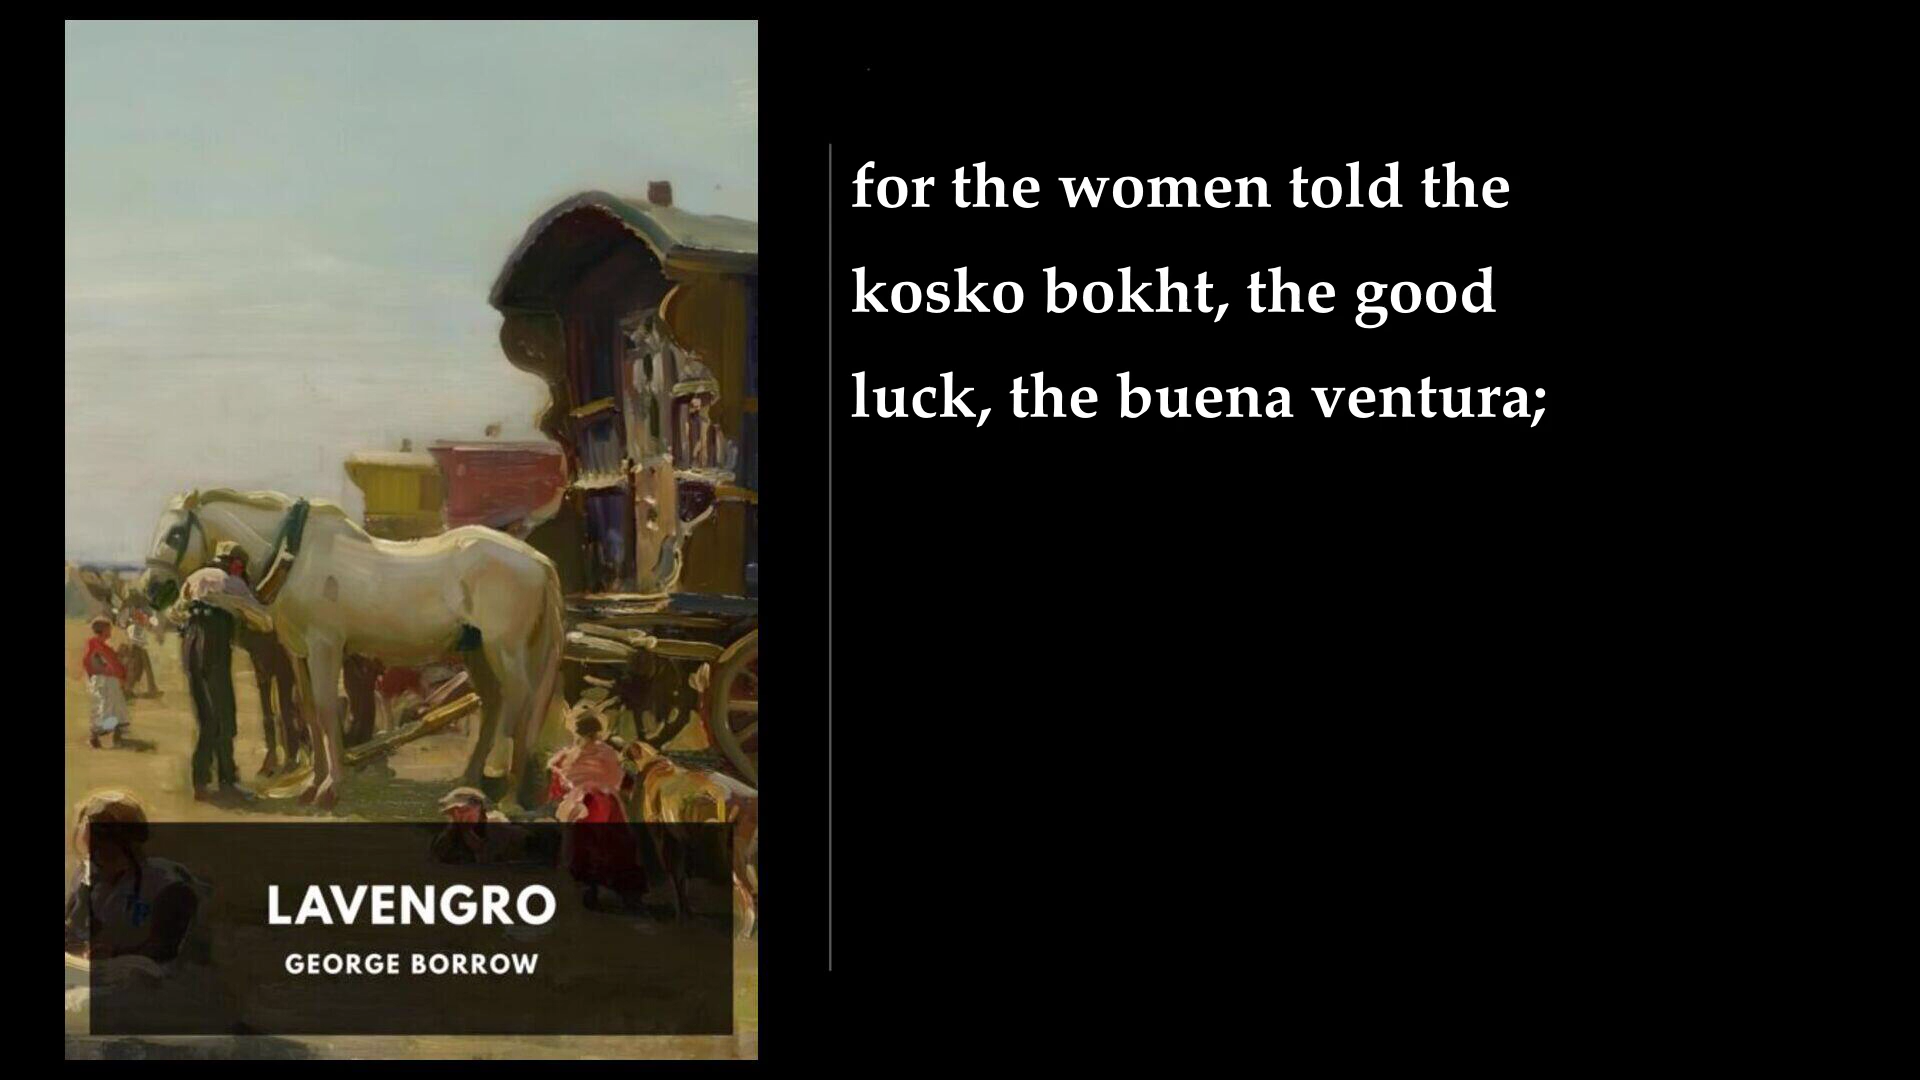 for the women told the
kosko bokht, the good
luck, the buena ventura;
LAVENGRO
GEORGE BORROW